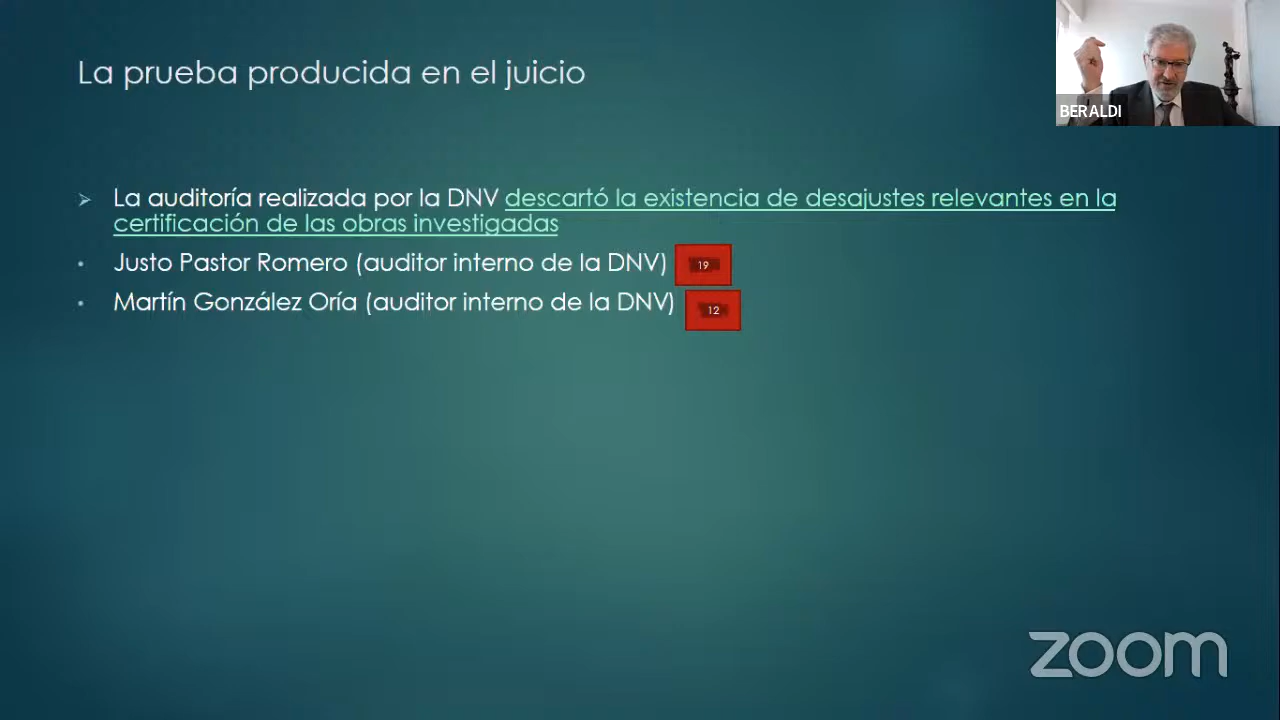 La prueba producida en el juicio
BERALDI
La auditoría realizada por la DNV descartó la existencia de desajustes relevantes en la
certificación de las obras investigadas
Justo Pastor Romero (auditor interno de la DNV) 19
Martín González Oría (auditor interno de la DNV) 12
zoom